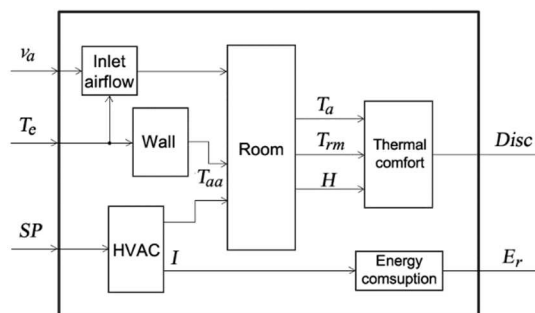 v_a
Inlet
airflow
T_e
Wall
T_aa
Room
T_a
T_rm
H
Thermal
comfort
Disc
SP
HVAC
I
Energy
comsuption
E_r